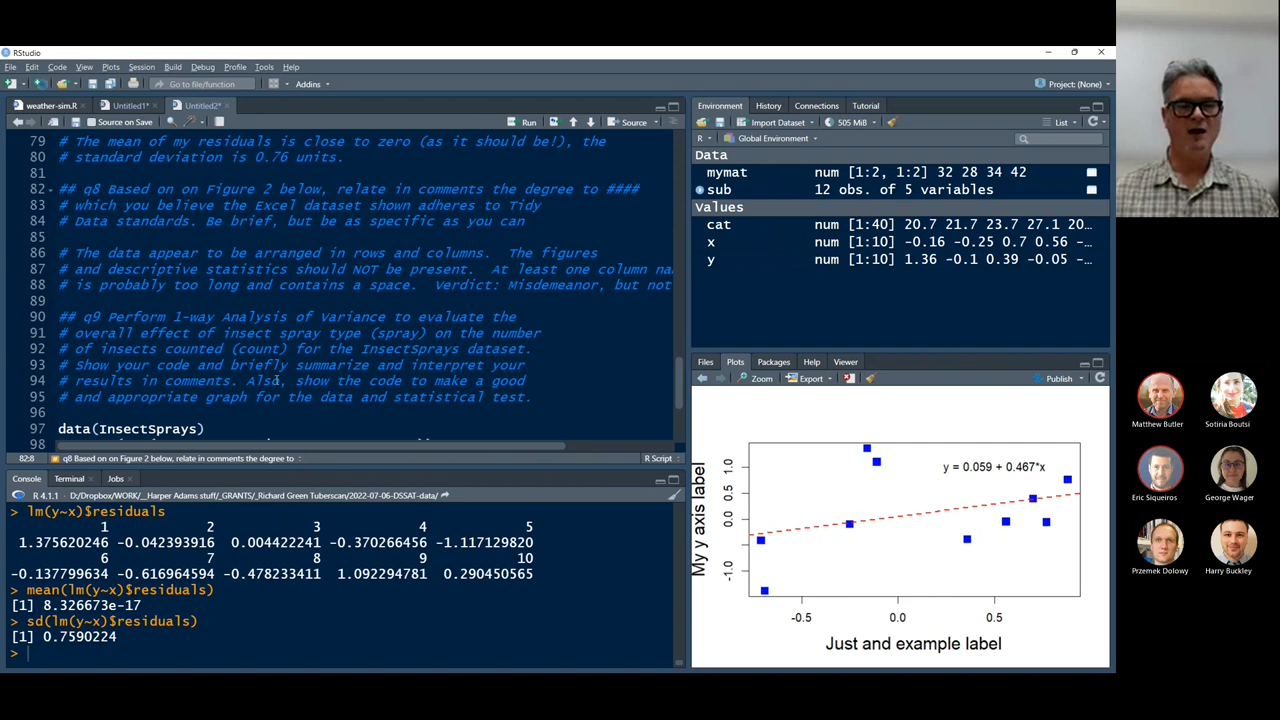 RStudio
File Edit Code View Plots Session Build Debug Profile Tools Help
Go to file/function
Addins
Project: (None)
weather-sim.R
Untitled1*
Untitled2*
Source on Save
Run
Source
79 # The mean of my residuals is close to zero (as it should be!), the
80 # standard deviation is 0.76 units.
81
82 ## q8 Based on on Figure 2 below, relate in comments the degree to ####
83 # which you believe the Excel dataset shown adheres to Tidy
84 # Data standards. Be brief, but be as specific as you can
85
86 # The data appear to be arranged in rows and columns.  The figures
87 # and descriptive statistics should NOT be present.  At least one column na
88 # is probably too long and contains a space.  Verdict: Misdemeanor, but not
89
90 ## q9 Perform 1-way Analysis of Variance to evaluate the
91 # overall effect of insect spray type (spray) on the number
92 # of insects counted (count) for the InsectSprays dataset.
93 # Show your code and briefly summarize and interpret your
94 # results in comments. Also, show the code to make a good
95 # and appropriate graph for the data and statistical test.
96
97 data(InsectSprays)
98
82:8 q8 Based on on Figure 2 below, relate in comments the degree to
R Script
Console Terminal Jobs
R 4.1.1 · D:/Dropbox/WORK/__Harper Adams stuff/_GRANTS/_Richard Green Tuberscan/2022-07-06-DSSAT-data/
> lm(y~x)$residuals
1 2 3 4 5
1.375620246 -0.042393916 0.004422241 -0.370266456 -1.117129820
6 7 8 9 10
-0.137799634 -0.616964594 -0.478233411 1.092294781 0.290450565
> mean(lm(y~x)$residuals)
[1] 8.326673e-17
> sd(lm(y~x)$residuals)
[1] 0.7590224
>
Environment History Connections Tutorial
Import Dataset
505 MiB
List
R
Global Environment
Data
mymat num [1:2, 1:2] 32 28 34 42
sub 12 obs. of 5 variables
Values
cat num [1:40] 20.7 21.7 23.7 27.1 20…
x num [1:10] -0.16 -0.25 0.7 0.56 -…
y num [1:10] 1.36 -0.1 0.39 -0.05 -…
Files Plots Packages Help Viewer
Zoom
Export
Publish
My y axis label
1.0
0.5
0.0
-1.0
y = 0.059 + 0.467*x
-0.5 0.0 0.5
Just and example label
Matthew Butler
Sotiria Boutsi
Eric Siqueiros
George Wager
Przemek Dolowy
Harry Buckley